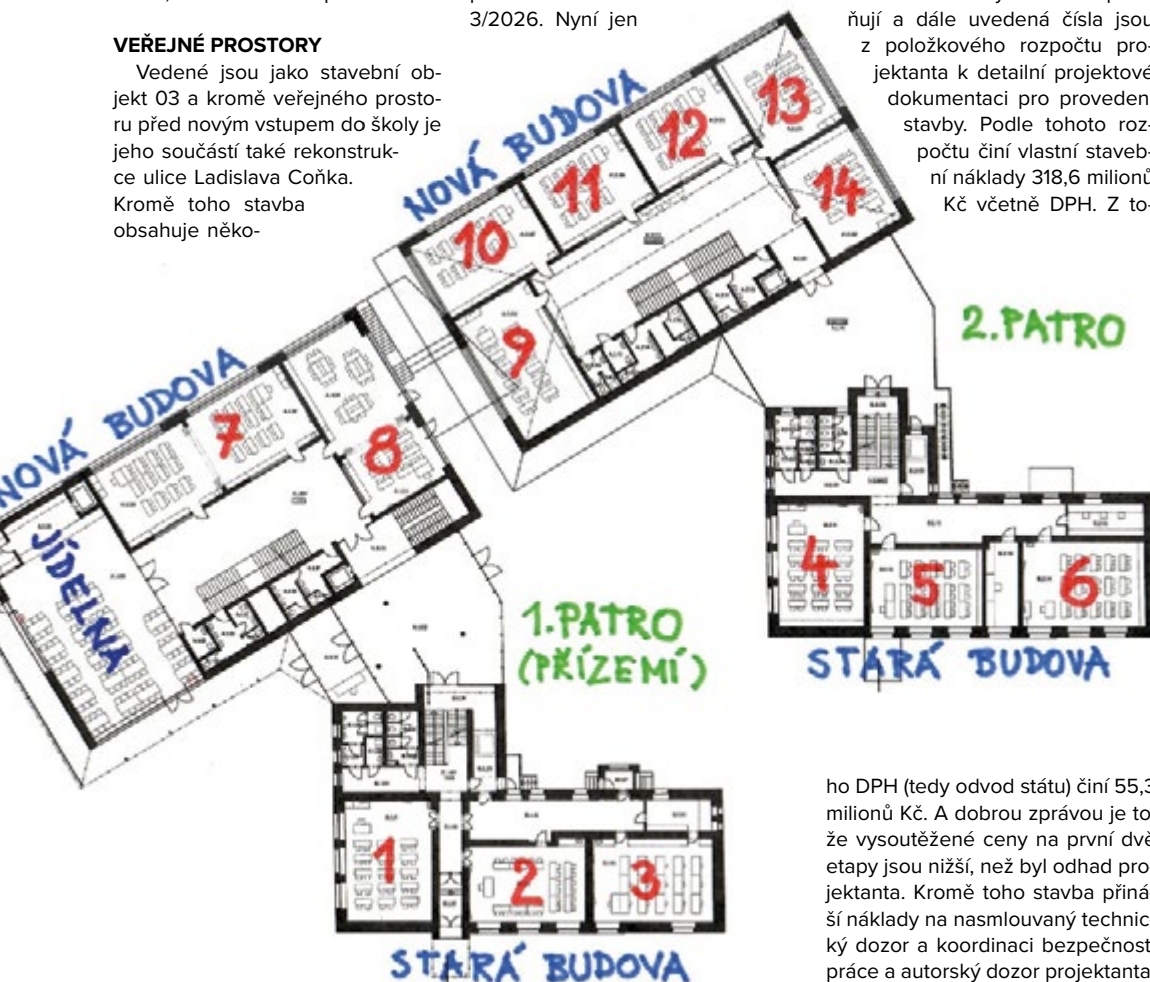 3/2026. Nyní jen
VEŘEJNÉ PROSTORY
Vedené jsou jako stavební ob-
jekt 03 a kromě veřejného prosto-
ru před novým vstupem do školy je
jeho součástí také rekonstruk-
ce ulice Ladislava Coňka.
Kromě toho stavba
obsahuje něko-
ňují a dále uvedená čísla jsou
z položkového rozpočtu pro-
jektanta k detailní projektové
dokumentaci pro provedení
stavby. Podle tohoto roz-
počtu činí vlastní staveb-
ní náklady 318,6 milionů
Kč včetně DPH. Z to-
NOVÁ BUDOVA
10
11
12
13
14
9
2.PATRO
4
5
6
STARÁ BUDOVA
NOVÁ BUDOVA
7
8
JÍDELNA
1.PATRO
(PŘÍZEMÍ)
1
2
3
STARÁ BUDOVA
ho DPH (tedy odvod státu) činí 55,3
milionů Kč. A dobrou zprávou je to,
že vysoutěžené ceny na první dvě
etapy jsou nižší, než byl odhad pro-
jektanta. Kromě toho stavba přiná-
ší náklady na nasmlouvaný technic-
ký dozor a koordinaci bezpečnosti
práce a autorský dozor projektanta.